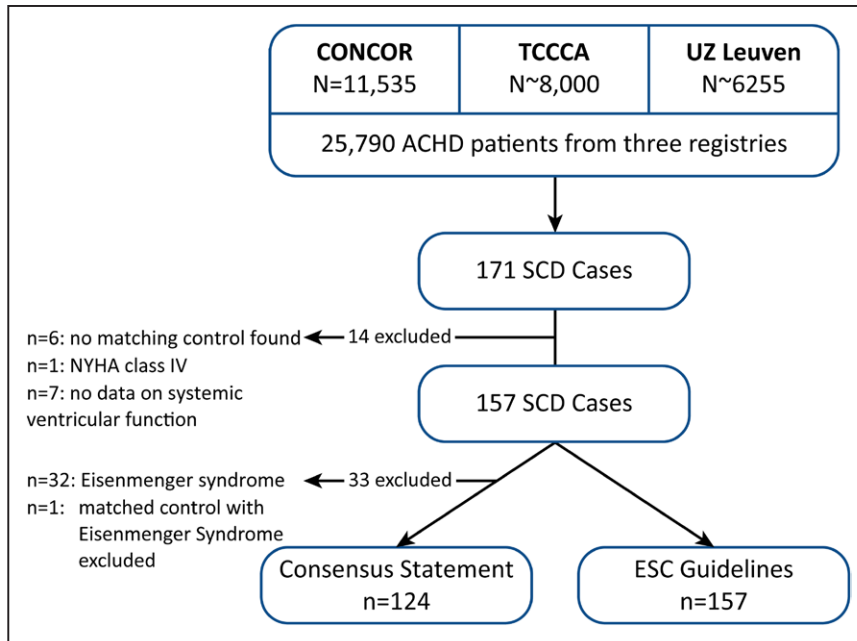 CONCOR
N=11,535
TCCCA
N~8,000
UZ Leuven
N~6255
25,790 ACHD patients from three registries
171 SCD Cases
14 excluded
n=6: no matching control found
n=1: NYHA class IV
n=7: no data on systemic
ventricular function
157 SCD Cases
33 excluded
n=32: Eisenmenger syndrome
n=1: matched control with
Eisenmenger Syndrome
excluded
Consensus Statement
n=124
ESC Guidelines
n=157